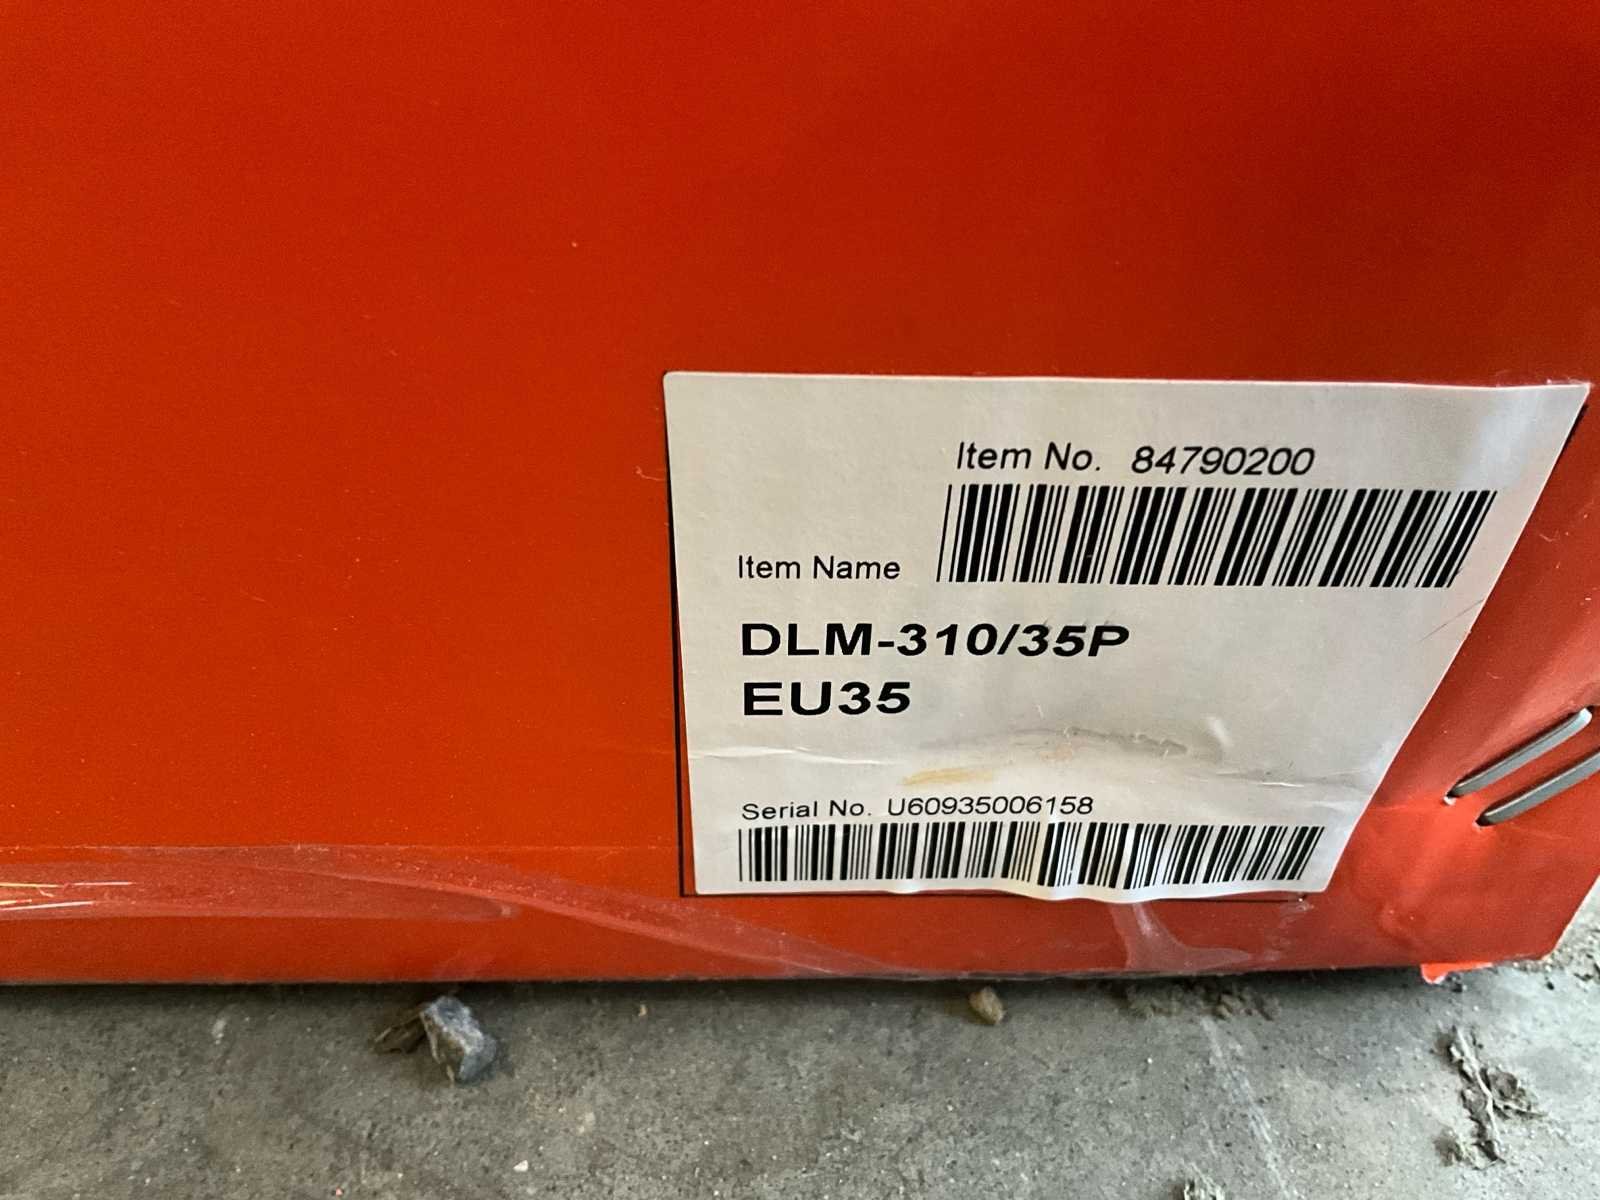 Item No. 84790200
Item Name
DLM-310/35P
EU35
Serial No. U60935006158